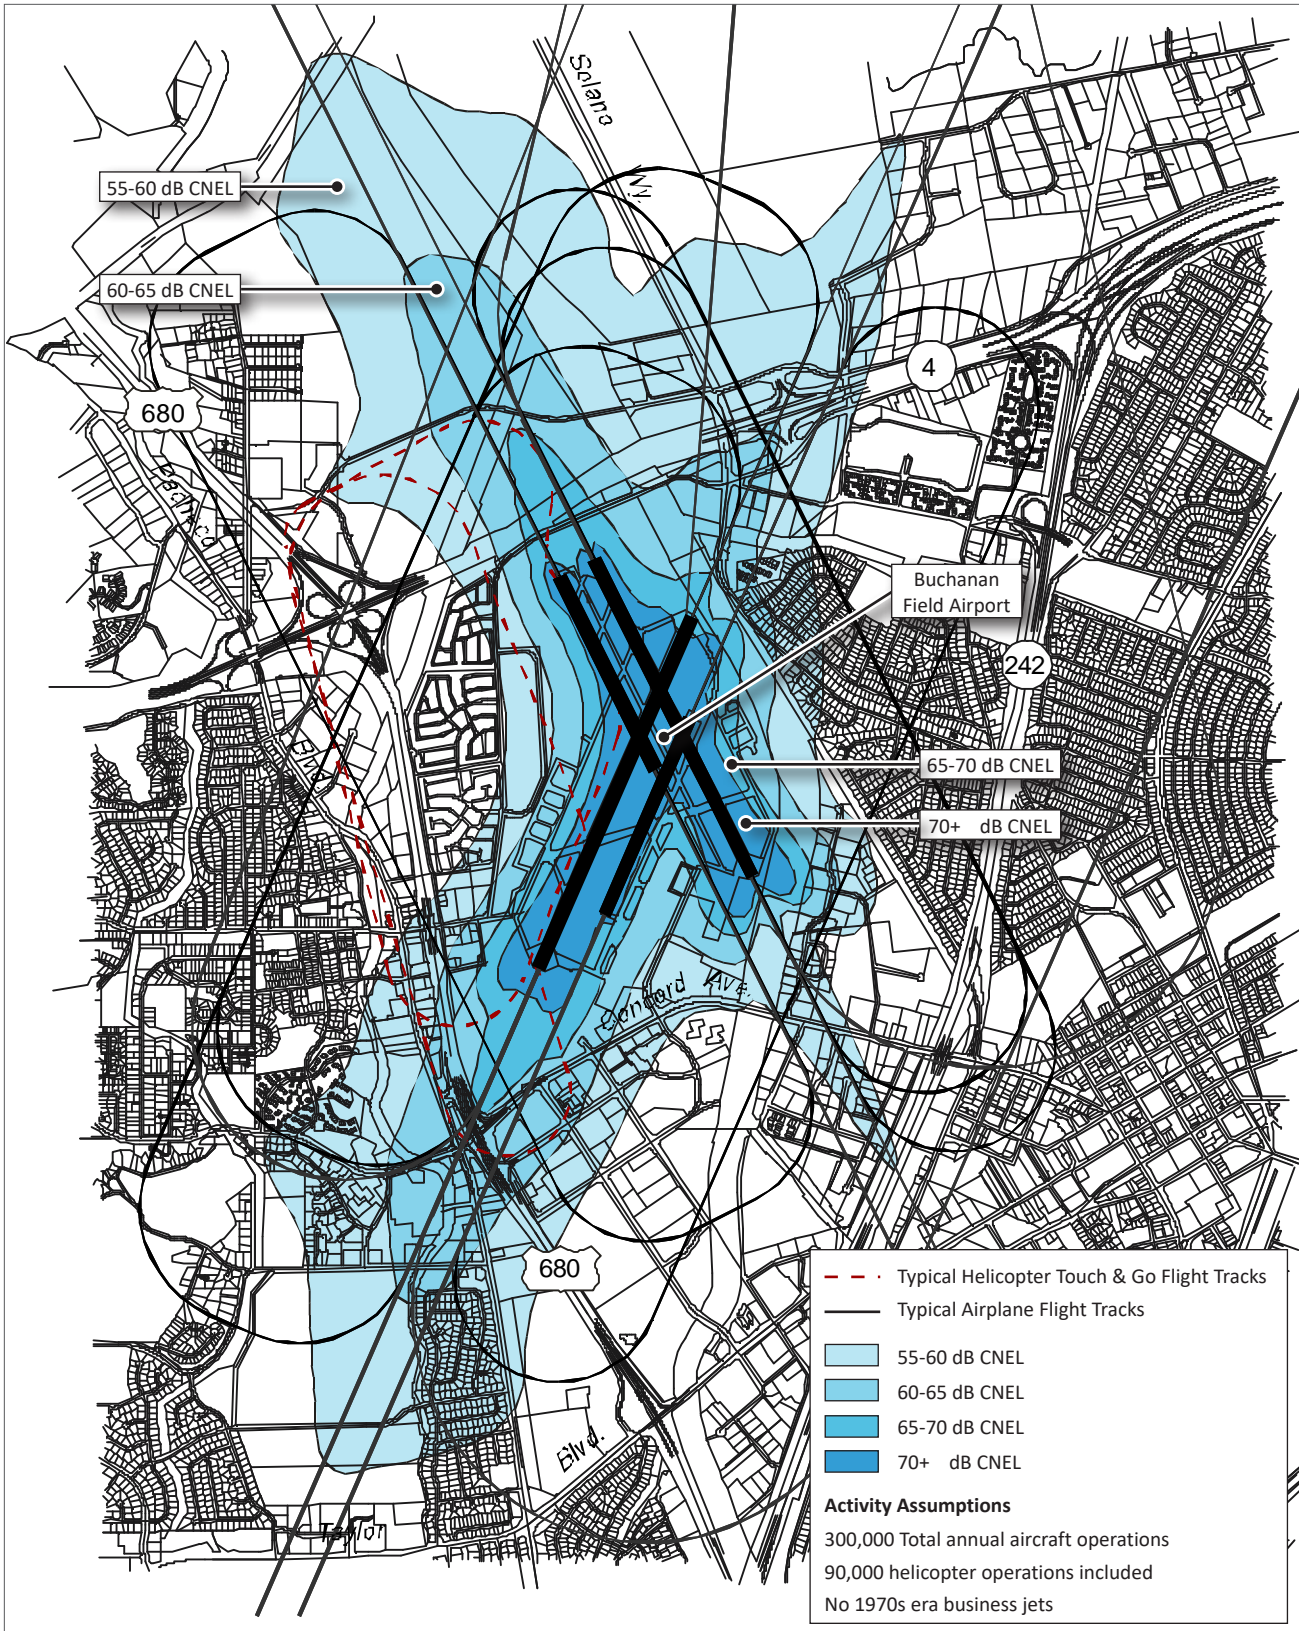 Solano
Wy.
55-60 dB CNEL
60-65 dB CNEL
4
680
Pacheco
Buchanan
Field Airport
242
Blvd.
65-70 dB CNEL
70+ dB CNEL
Concord Ave.
680
Blvd.
Taylor
Typical Helicopter Touch & Go Flight Tracks
Typical Airplane Flight Tracks
55-60 dB CNEL
60-65 dB CNEL
65-70 dB CNEL
70+ dB CNEL
Activity Assumptions
300,000 Total annual aircraft operations
90,000 helicopter operations included
No 1970s era business jets